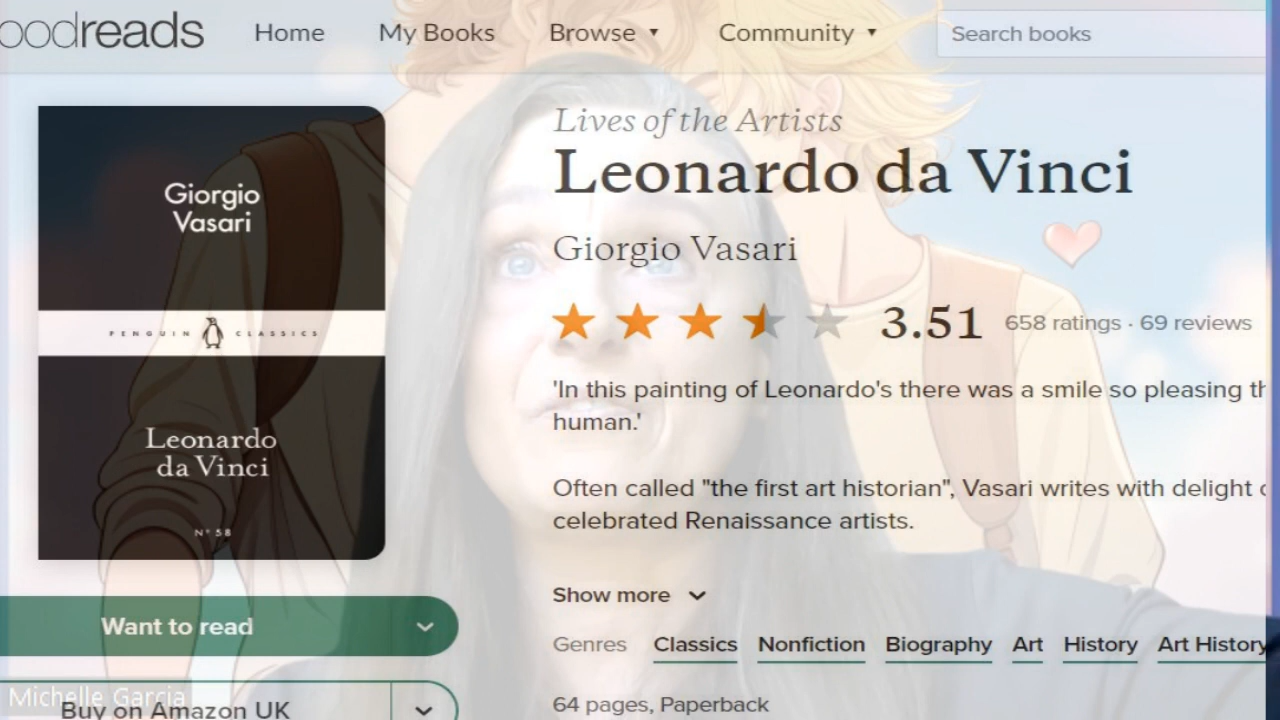 oodreads
Home
My Books
Browse
Community
Search books
Giorgio
Vasari
PENGUIN CLASSICS
Leonardo
da Vinci
Nº 58
Want to read
Buy on Amazon UK
Michelle Garcia
Lives of the Artists
Leonardo da Vinci
Giorgio Vasari
3.51 658 ratings · 69 reviews
'In this painting of Leonardo's there was a smile so pleasing th
human.'
Often called "the first art historian", Vasari writes with delight
celebrated Renaissance artists.
Show more
Genres Classics Nonfiction Biography Art History Art History
64 pages, Paperback